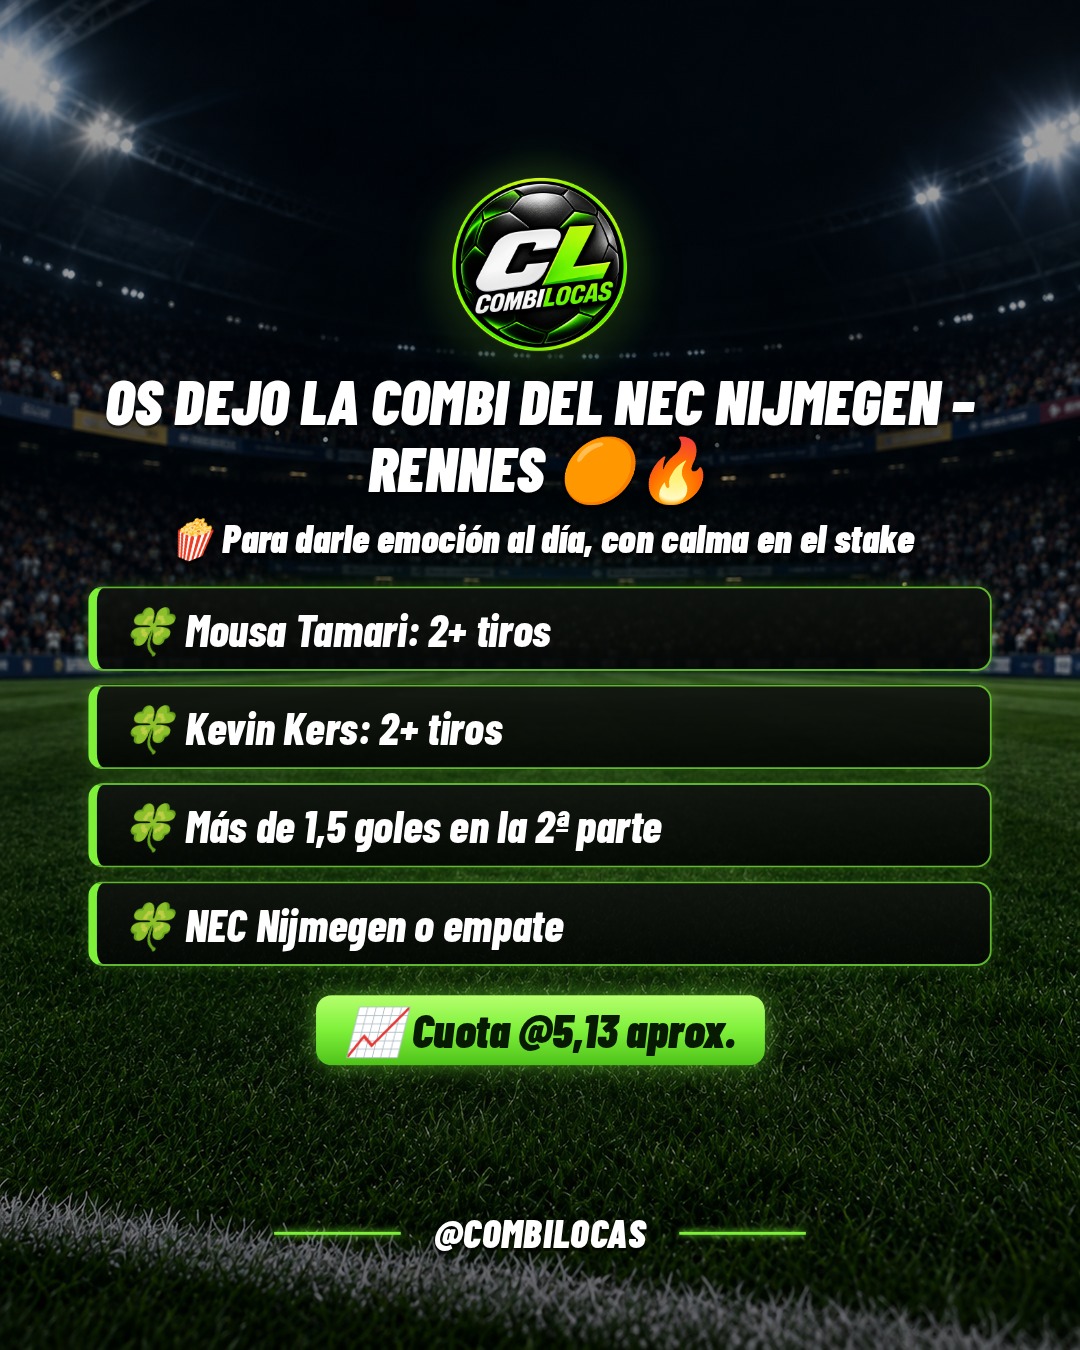 CL
COMBILOCAS
OS DEJO LA COMBI DEL NEC NIJMEGEN -
RENNES 🟠🔥
🍿 Para darle emoción al día, con calma en el stake
🍀 Mousa Tamari: 2+ tiros
🍀 Kevin Kers: 2+ tiros
🍀 Más de 1,5 goles en la 2ª parte
🍀 NEC Nijmegen o empate
📈 Cuota @5,13 aprox.
@COMBILOCAS